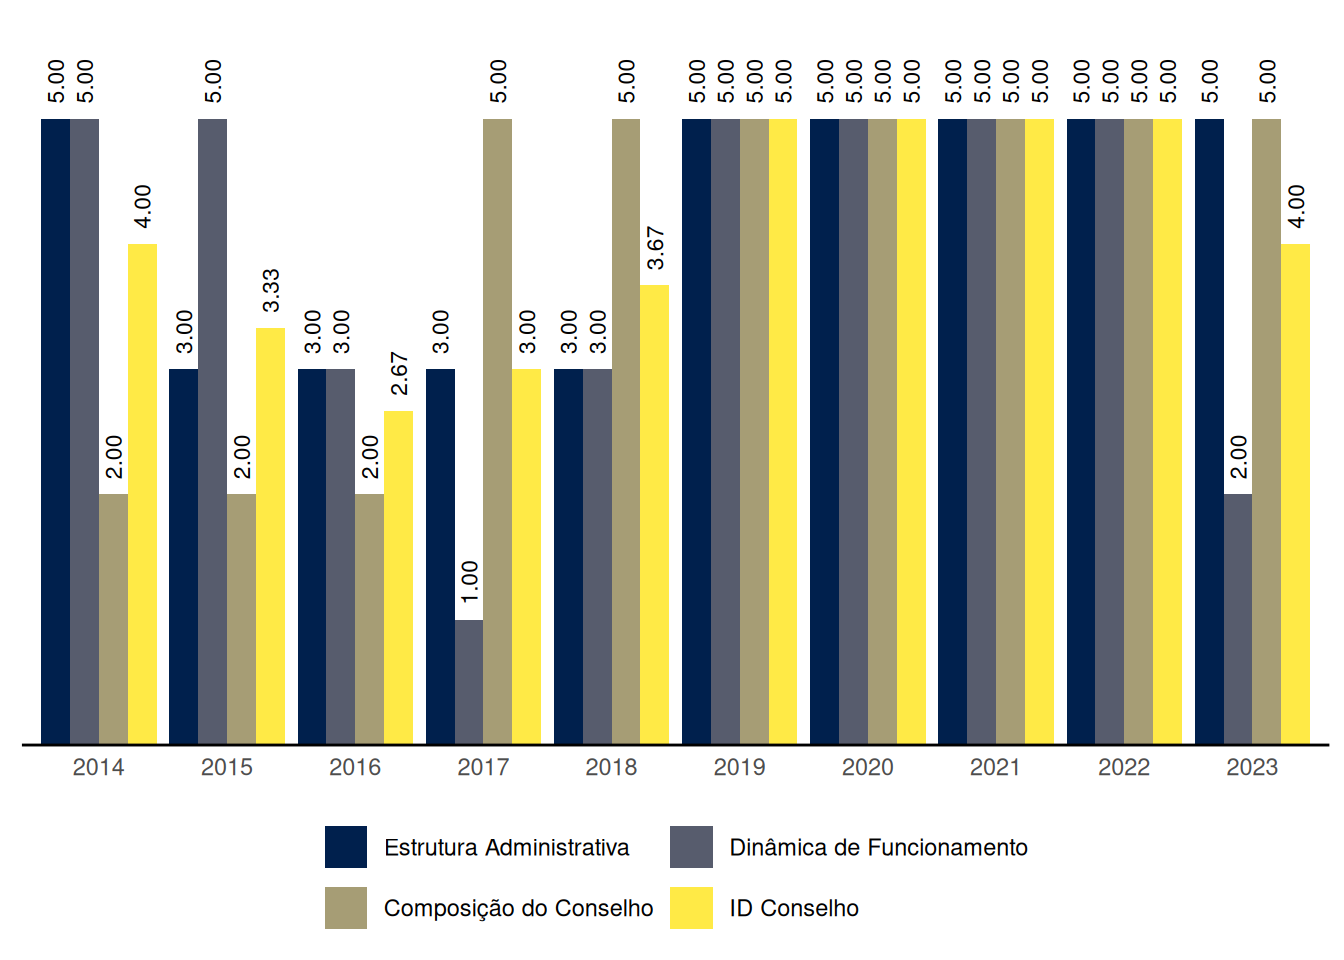 5.00 5.00 2.00 4.00
3.00 5.00 2.00 3.33
3.00 3.00 2.00 2.67
3.00 1.00 5.00 3.00
3.00 3.00 5.00 3.67
5.00 5.00 5.00 5.00
5.00 5.00 5.00 5.00
5.00 5.00 5.00 5.00
5.00 5.00 5.00 5.00
5.00 2.00 5.00 4.00
2014 2015 2016 2017 2018 2019 2020 2021 2022 2023
Estrutura Administrativa Dinâmica de Funcionamento
Composição do Conselho ID Conselho